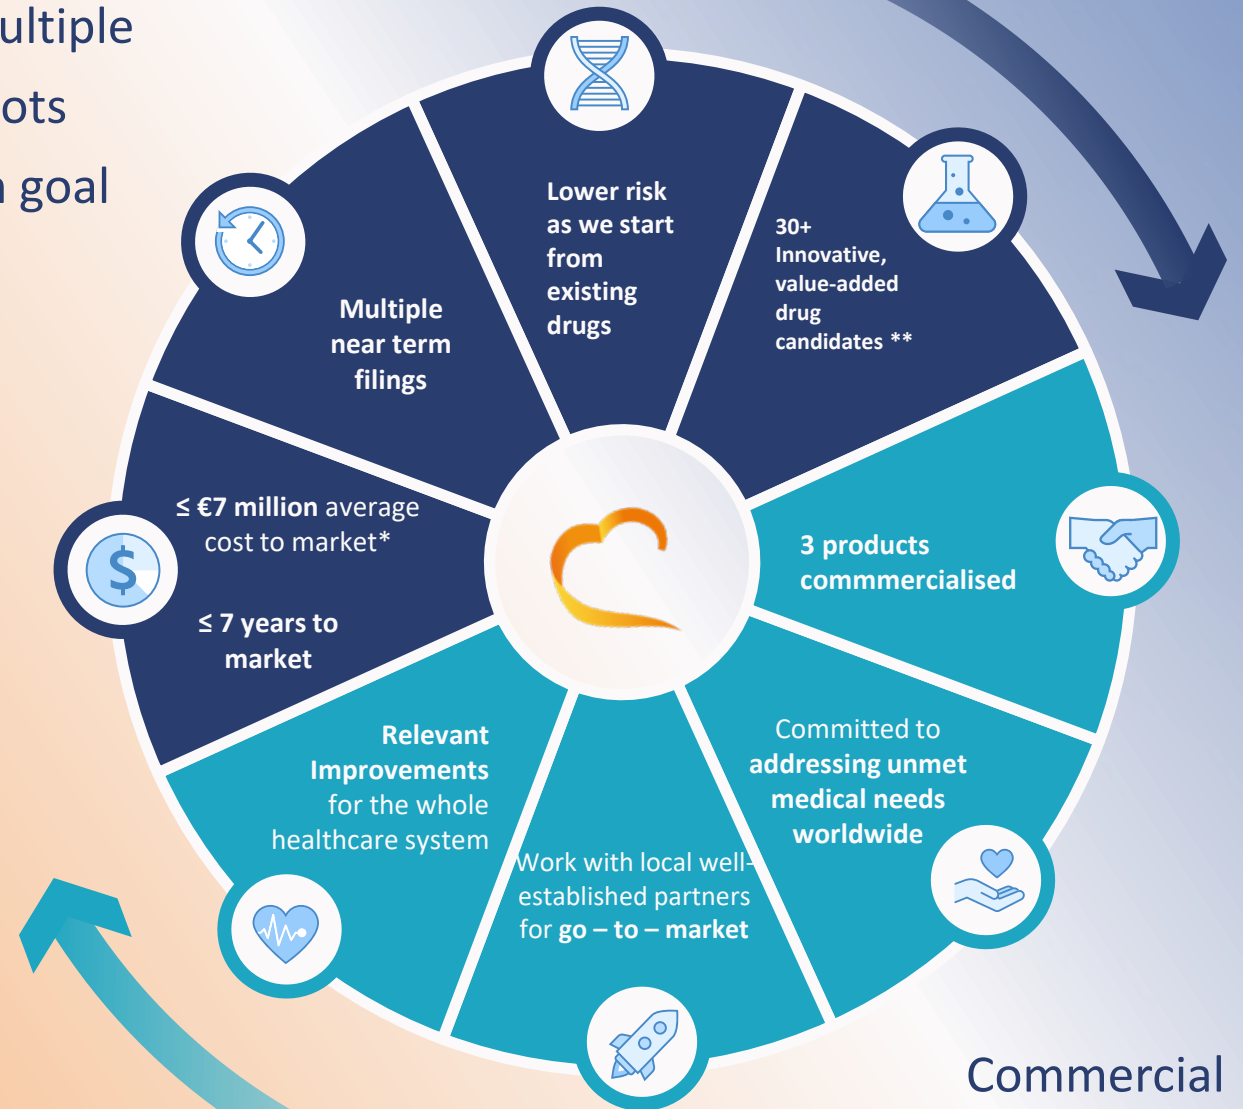 ultiple
ots
goal
Lower risk
as we start
from
existing
drugs
30+
Innovative,
value-added
drug
candidates **
Multiple
near term
filings
≤ €7 million average
cost to market*
≤ 7 years to
market
3 products
commmercialised
Relevant
Improvements
for the whole
healthcare system
Committed to
addressing unmet
medical needs
worldwide
Work with local well-
established partners
for go – to – market
$
Commercial